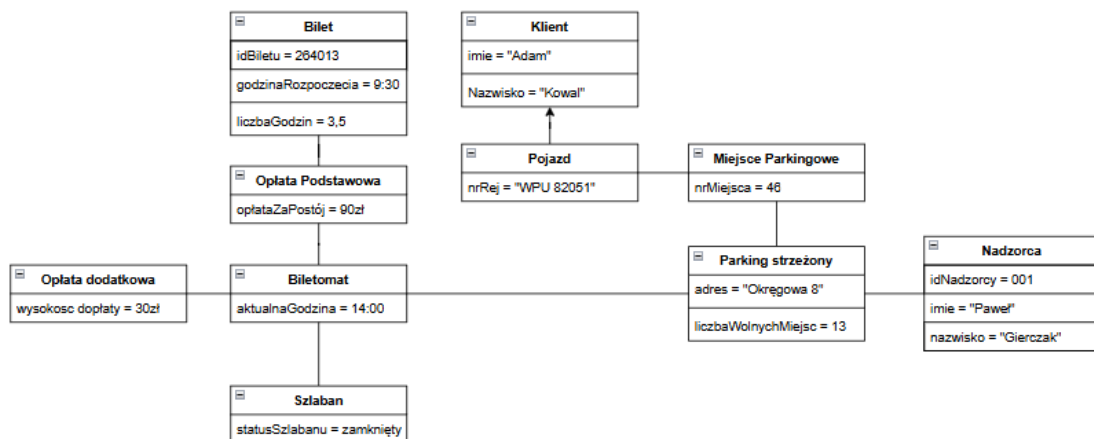 Bilet
idBiletu = 264013
godzinaRozpoczecia = 9:30
liczbaGodzin = 3,5
Klient
imie = "Adam"
Nazwisko = "Kowal"
Opłata Podstawowa
opłataZaPostój = 90zł
Pojazd
nrRej = "WPU 82051"
Miejsce Parkingowe
nrMiejsca = 46
Opłata dodatkowa
wysokosc dopłaty = 30zł
Biletomat
aktualnaGodzina = 14:00
Parking strzeżony
adres = "Okręgowa 8"
liczbaWolnychMiejsc = 13
Nadzorca
idNadzorcy = 001
imie = "Paweł"
nazwisko = "Gierczak"
Szlaban
statusSzlabanu = zamknięty